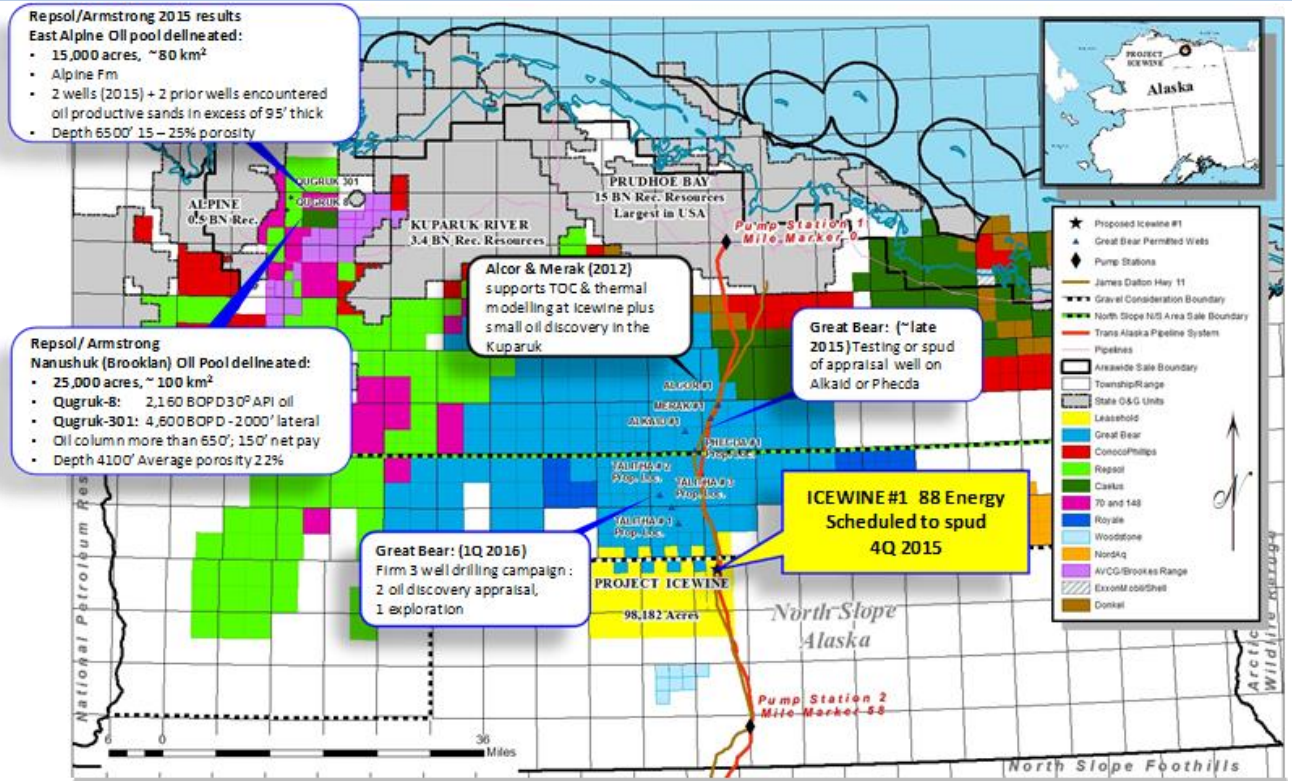 Repsol/Armstrong 2015 results
East Alpine Oil pool delineated:
• 15,000 acres, ~80 km²
• Alpine Fm
• 2 wells (2015) + 2 prior wells encountered
oil productive sands in excess of 95' thick
• Depth 6500' 15 – 25% porosity
PROJECT
ICEWINE
Alaska
QUGRUK 301
QUGRUK 8
ALPINE
0.5 BN Rec.
KUPARUK RIVER
3.4 BN Rec. Resources
PRUDHOE BAY
15 BN Rec. Resources
Largest in USA
Pump Station 1
Mile Marker 0
Alcor & Merak (2012)
supports TOC & thermal
modelling at Icewine plus
small oil discovery in the
Kuparuk
Great Bear: (~late
2015) Testing or spud
of appraisal well on
Alkaid or Phecda
Repsol/ Armstrong
Nanushuk (Brookian) Oil Pool delineated:
• 25,000 acres, ~ 100 km²
• Qugruk-8: 2,160 BOPD 30° API oil
• Qugruk-301: 4,600 BOPD - 2000' lateral
• Oil column more than 650'; 150' net pay
• Depth 4100' Average porosity 22%
ALCOR #1
MERAK #1
ALKAID #1
PHECDA #1
Prop. Loc.
TALITHA # 2
Prop. Loc.
TALITHA # 3
Prop. Loc.
TALITHA # 1
Prop. Loc.
ICEWINE #1 88 Energy
Scheduled to spud
4Q 2015
Great Bear: (1Q 2016)
Firm 3 well drilling campaign :
2 oil discovery appraisal,
1 exploration
PROJECT ICEWINE
98,182 Acres
North Slope
Alaska
Pump Station 2
Mile Marker 58
National Petroleum Res
Arctic
Wildlife Refuge
North Slope Foothills
6 0 36
Miles
Proposed Icewine #1
Great Bear Permitted Wells
Pump Stations
James Dalton Hwy 11
Gravel Consideration Boundary
North Slope N/S Area Sale Boundary
Trans Alaska Pipeline System
Pipelines
Areawide Sale Boundary
Township/Range
State O&G Units
Leasehold
Great Bear
ConocoPhillips
Repsol
Caelus
70 and 148
Royale
Woodstone
NordAq
AVCG/Brookes Range
ExxonMobil/Shell
Donkel
N